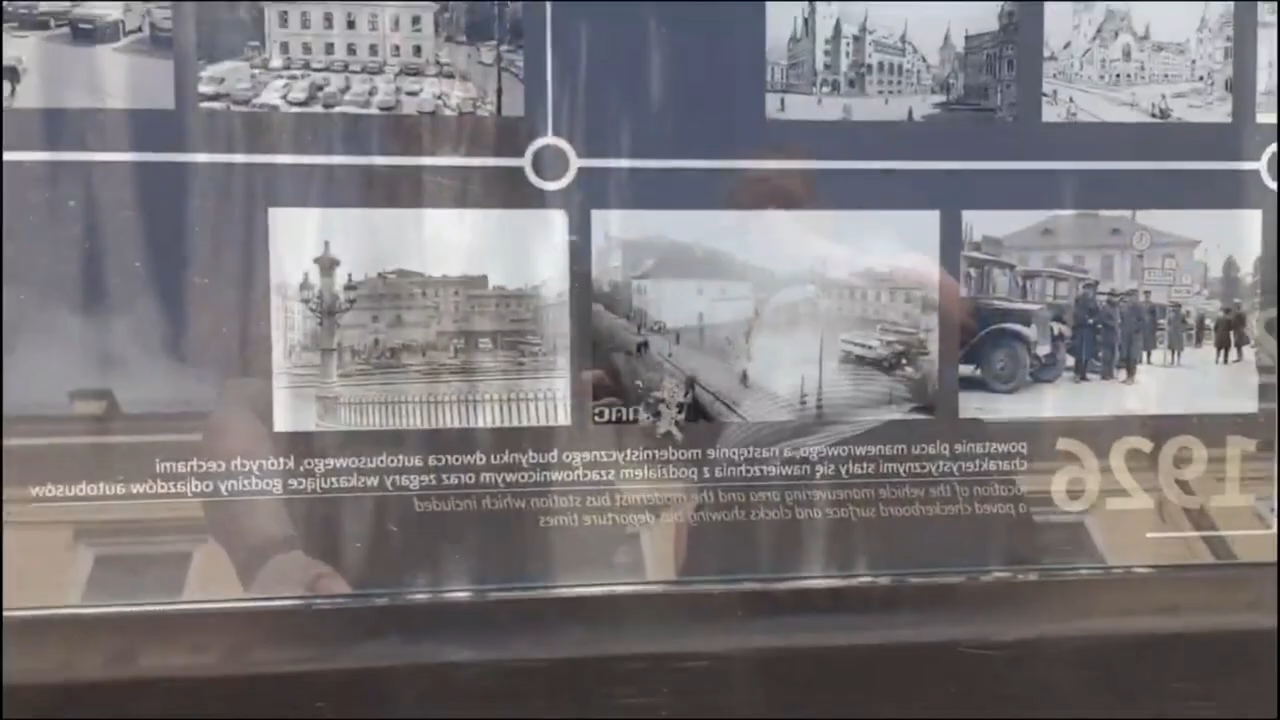 1926
powstanie placu manewrowego, a następnie modernistycznego budynku dworca autobusowego, których cechami
charakterystycznymi stały się nawierzchnia z podziałem szachownicowym oraz zegary wskazujące godziny odjazdów autobusów
location of the vehicle maneuvering area and the modernist bus station which included
a paved checkerboard surface and clocks showing bus departure times